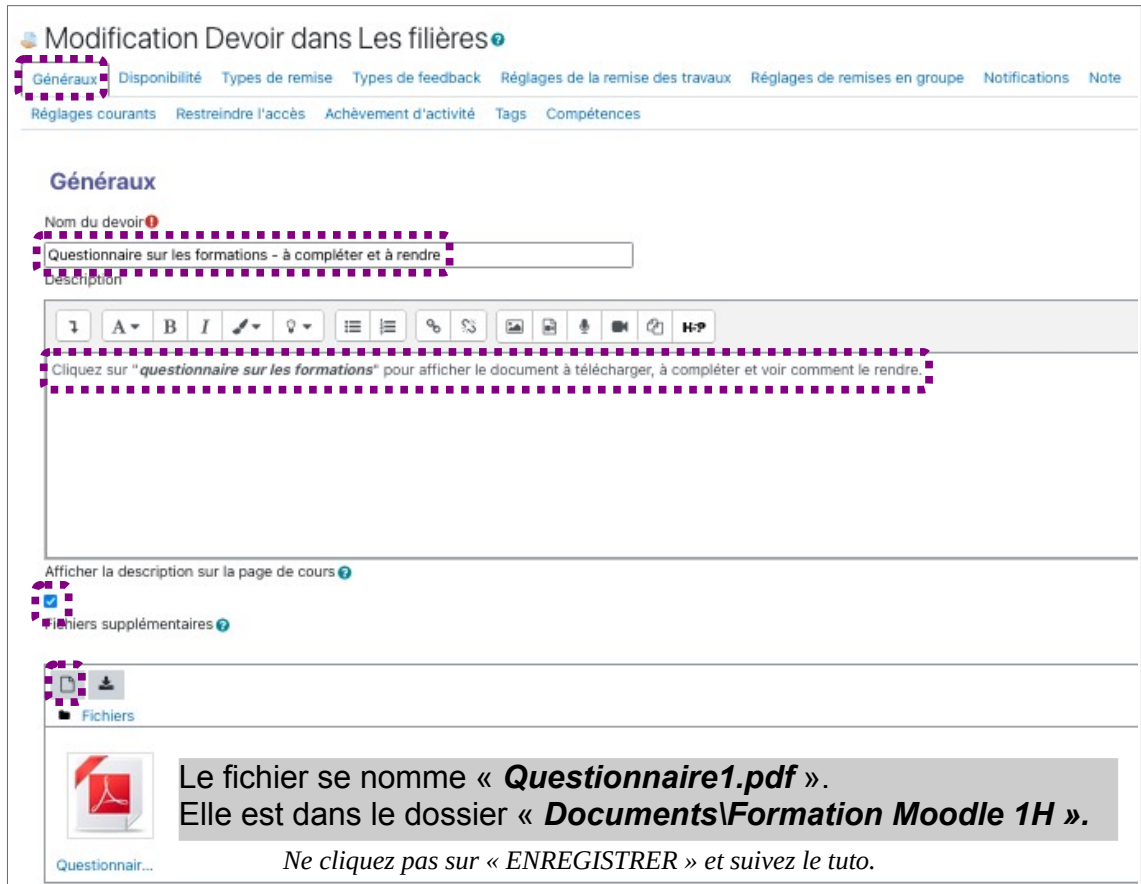 Modification Devoir dans Les filières
Généraux Disponibilité Types de remise Types de feedback Réglages de la remise des travaux Réglages de remises en groupe Notifications Note
Réglages courants Restreindre l'accès Achèvement d'activité Tags Compétences
Généraux
Nom du devoir
Questionnaire sur les formations - à compléter et à rendre
Description
A B I H-P
Cliquez sur "questionnaire sur les formations" pour afficher le document à télécharger, à compléter et voir comment le rendre.
Afficher la description sur la page de cours
Fichiers supplémentaires
Fichiers
Le fichier se nomme « Questionnaire1.pdf ».
Elle est dans le dossier « Documents\Formation Moodle 1H ».
Questionnair...
Ne cliquez pas sur « ENREGISTRER » et suivez le tuto.